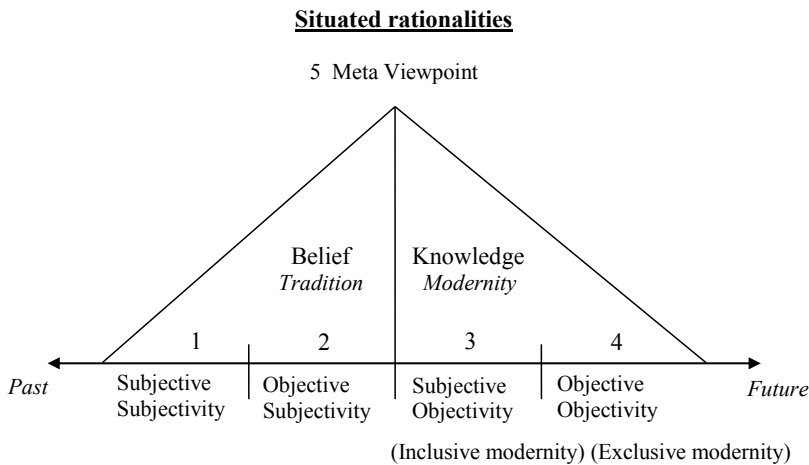 Situated rationalities
5 Meta Viewpoint
Belief Knowledge
Tradition Modernity
1 2 3 4
Past Future
Subjective Objective Subjective Objective
Subjectivity Subjectivity Objectivity Objectivity
(Inclusive modernity) (Exclusive modernity)